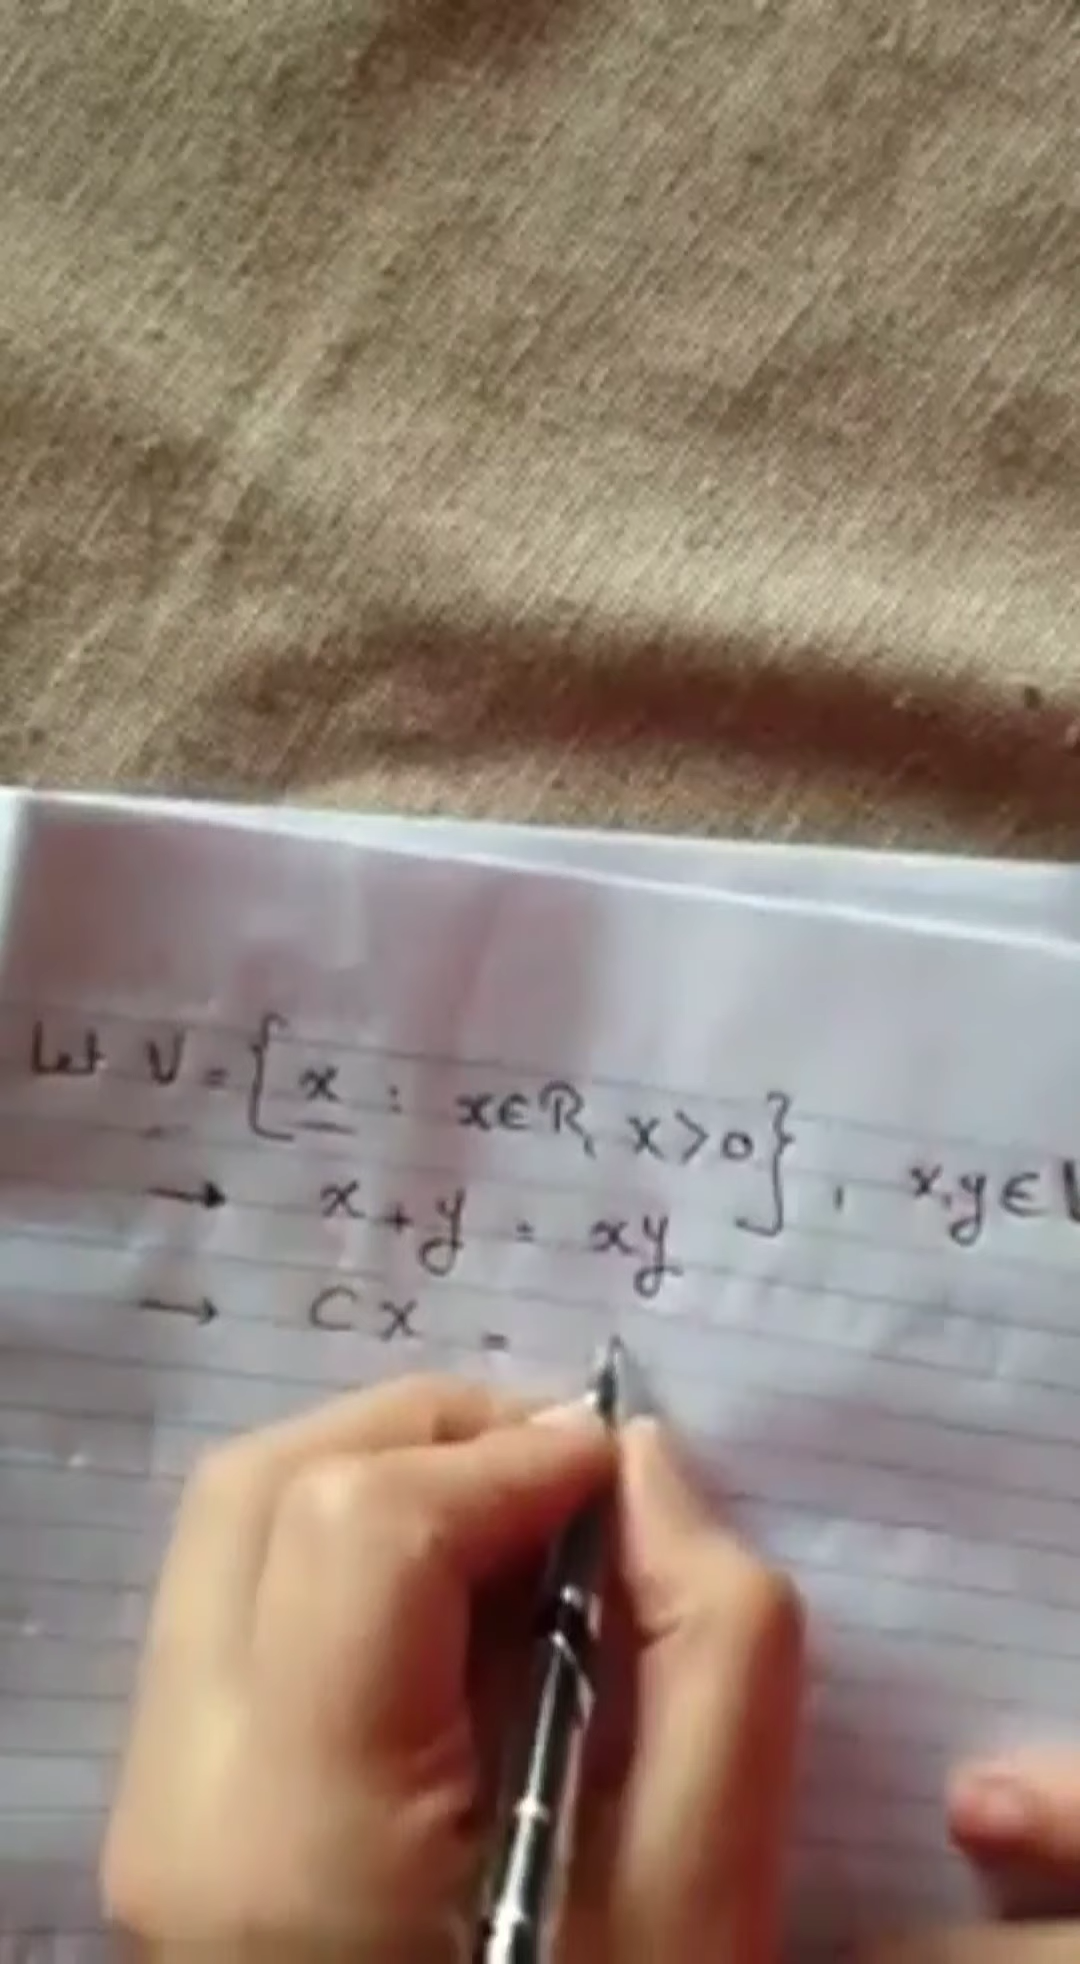 Let V = { x : x ∈ ℝ, x > 0 } , x, y ∈ V
→ x + y = xy
→ cx =